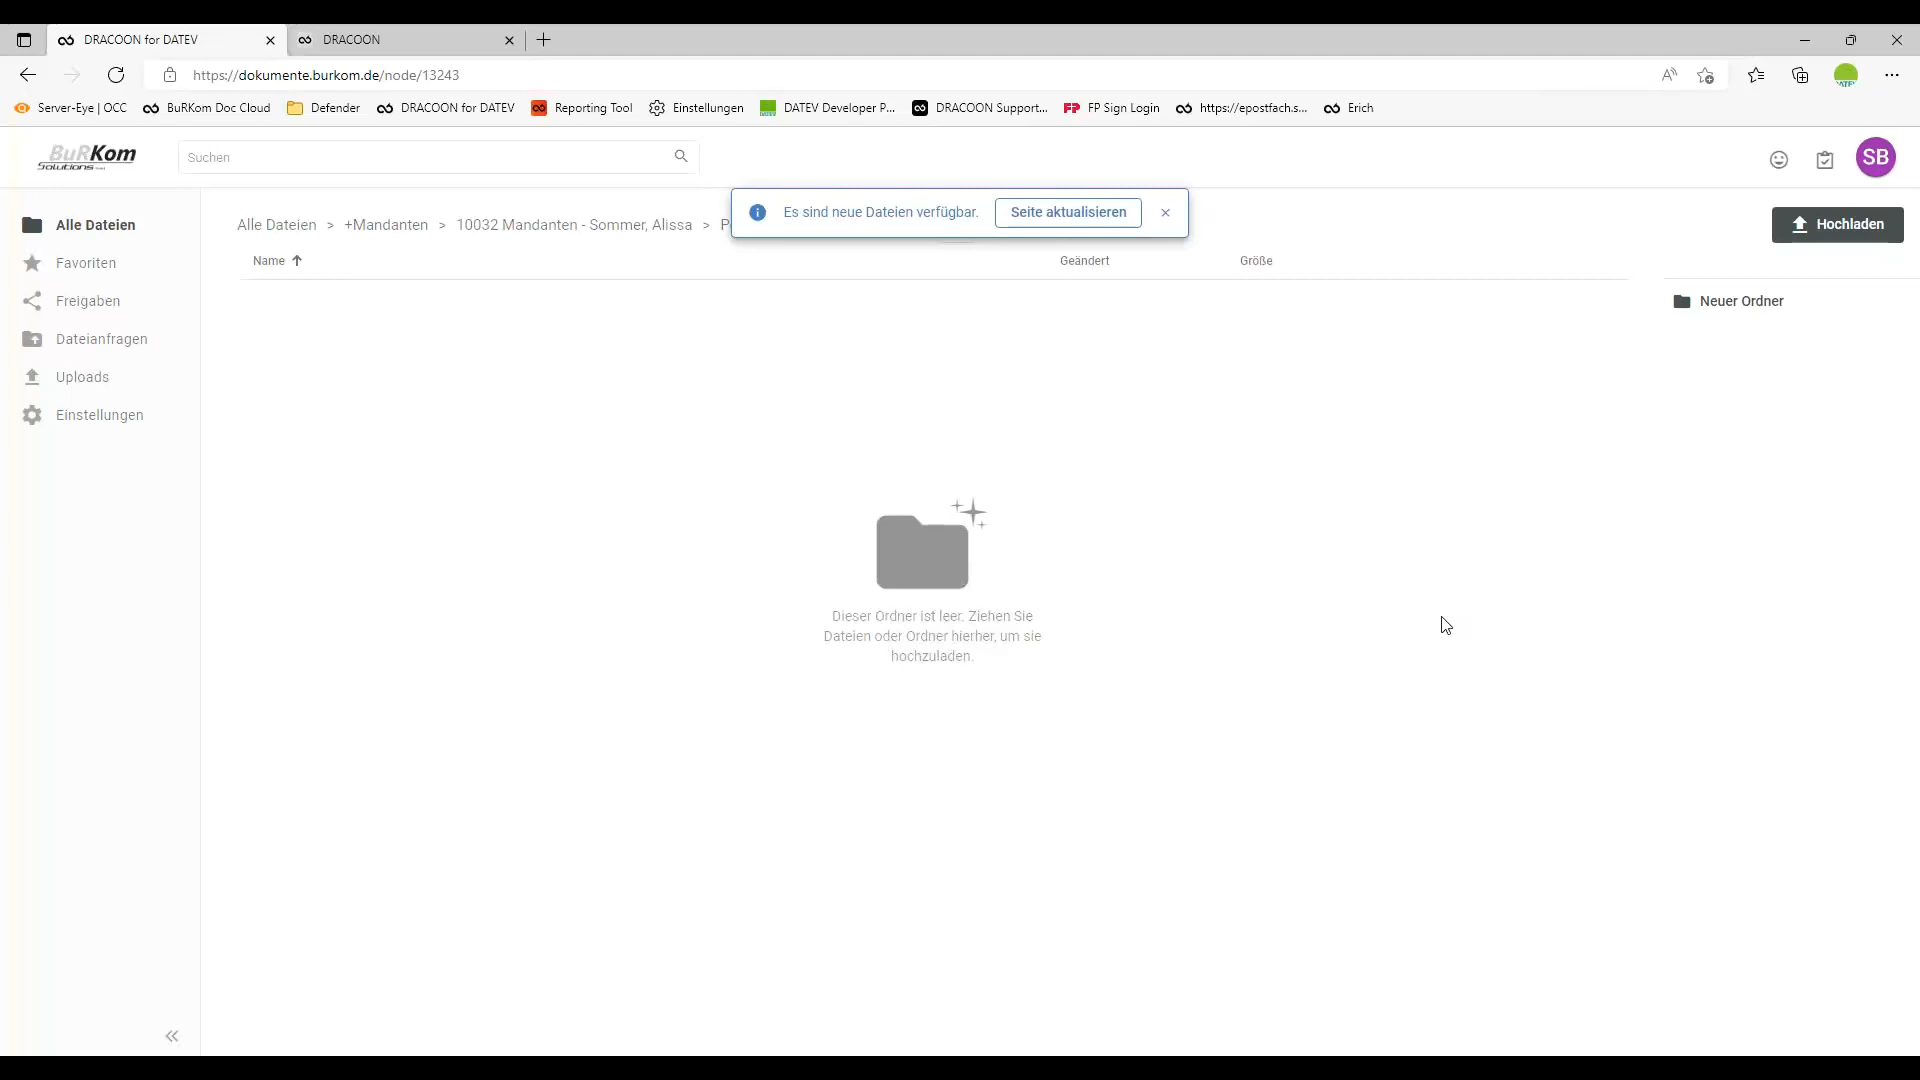 DRACOON for DATEV
DRACOON
https://dokumente.burkom.de/node/13243
Server-Eye | OCC
BuRKom Doc Cloud
Defender
DRACOON for DATEV
Reporting Tool
Einstellungen
DATEV Developer P...
DRACOON Support...
FP FP Sign Login
https://epostfach.s...
Erich
BuRKom
Solutions
Suchen
SB
Es sind neue Dateien verfügbar. Seite aktualisieren
Alle Dateien > +Mandanten > 10032 Mandanten - Sommer, Alissa >
Hochladen
Name
Geändert
Größe
Neuer Ordner
Alle Dateien
Favoriten
Freigaben
Dateianfragen
Uploads
Einstellungen
Dieser Ordner ist leer. Ziehen Sie
Dateien oder Ordner hierher, um sie
hochzuladen.